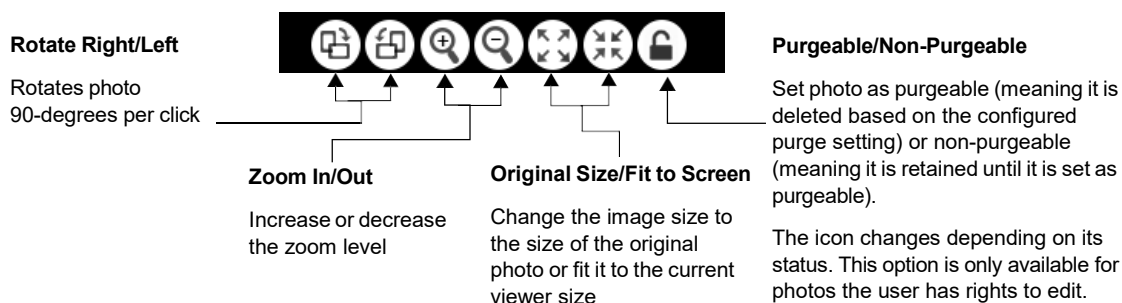 Rotate Right/Left
Rotates photo
90-degrees per click
Zoom In/Out
Increase or decrease
the zoom level
Original Size/Fit to Screen
Change the image size to
the size of the original
photo or fit it to the current
viewer size
Purgeable/Non-Purgeable
Set photo as purgeable (meaning it is
deleted based on the configured
purge setting) or non-purgeable
(meaning it is retained until it is set as
purgeable).
The icon changes depending on its
status. This option is only available for
photos the user has rights to edit.